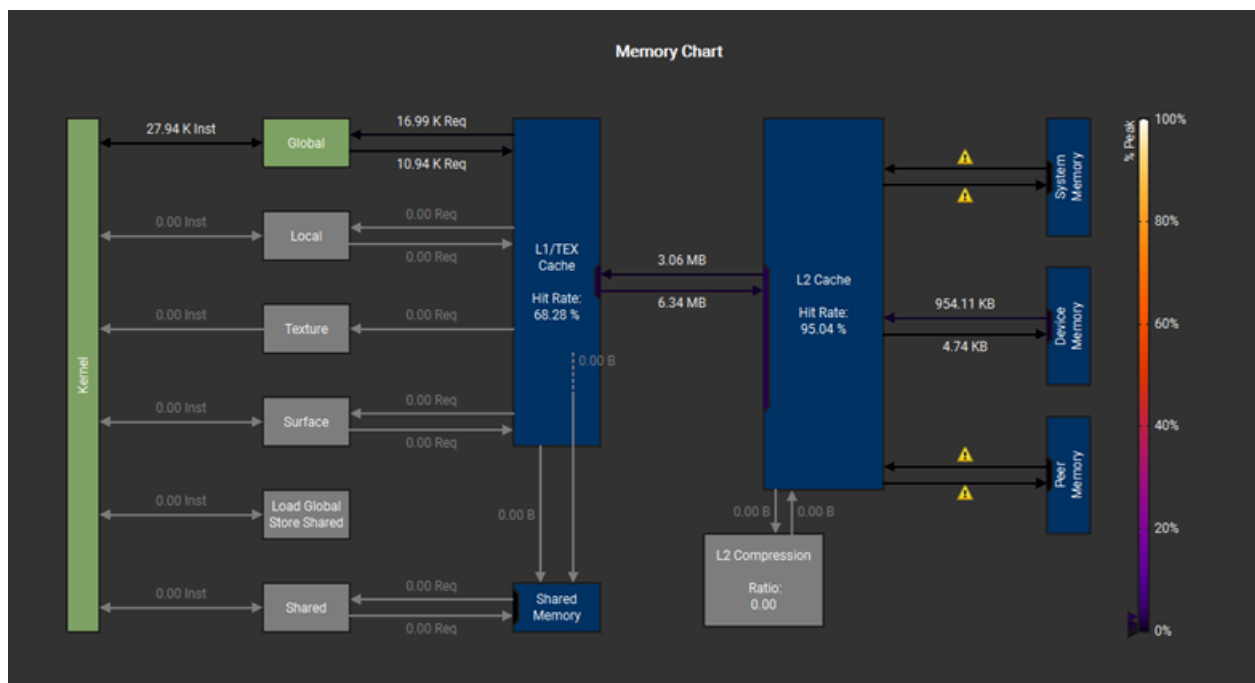 Memory Chart
Kernel
27.94 K Inst
Global
16.99 K Req
10.94 K Req
0.00 Inst
Local
0.00 Req
0.00 Req
0.00 Inst
Texture
0.00 Req
0.00 Inst
Surface
0.00 Req
0.00 Req
0.00 Inst
Load Global
Store Shared
0.00 Inst
Shared
0.00 Req
0.00 Req
L1/TEX
Cache
Hit Rate:
68.28 %
0.00 B
0.00 B
Shared
Memory
3.06 MB
6.34 MB
L2 Cache
Hit Rate:
95.04 %
0.00 B
0.00 B
L2 Compression
Ratio:
0.00
System
Memory
954.11 KB
4.74 KB
Device
Memory
Peer
Memory
% Peak
100%
80%
60%
40%
20%
0%